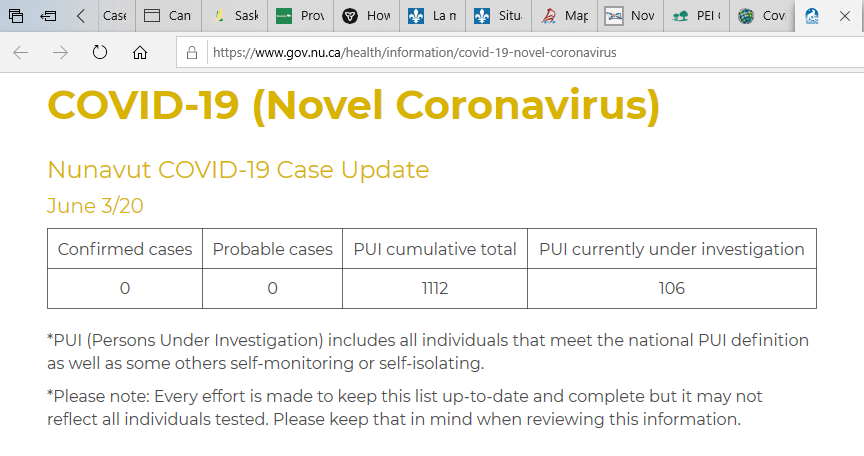 Case Can Sask Prov How La m Situ Map Nov PEI Cov
https://www.gov.nu.ca/health/information/covid-19-novel-coronavirus
COVID-19 (Novel Coronavirus)
Nunavut COVID-19 Case Update
June 3/20
Confirmed cases Probable cases PUI cumulative total PUI currently under investigation
0 0 1112 106
*PUI (Persons Under Investigation) includes all individuals that meet the national PUI definition
as well as some others self-monitoring or self-isolating.
*Please note: Every effort is made to keep this list up-to-date and complete but it may not
reflect all individuals tested. Please keep that in mind when reviewing this information.